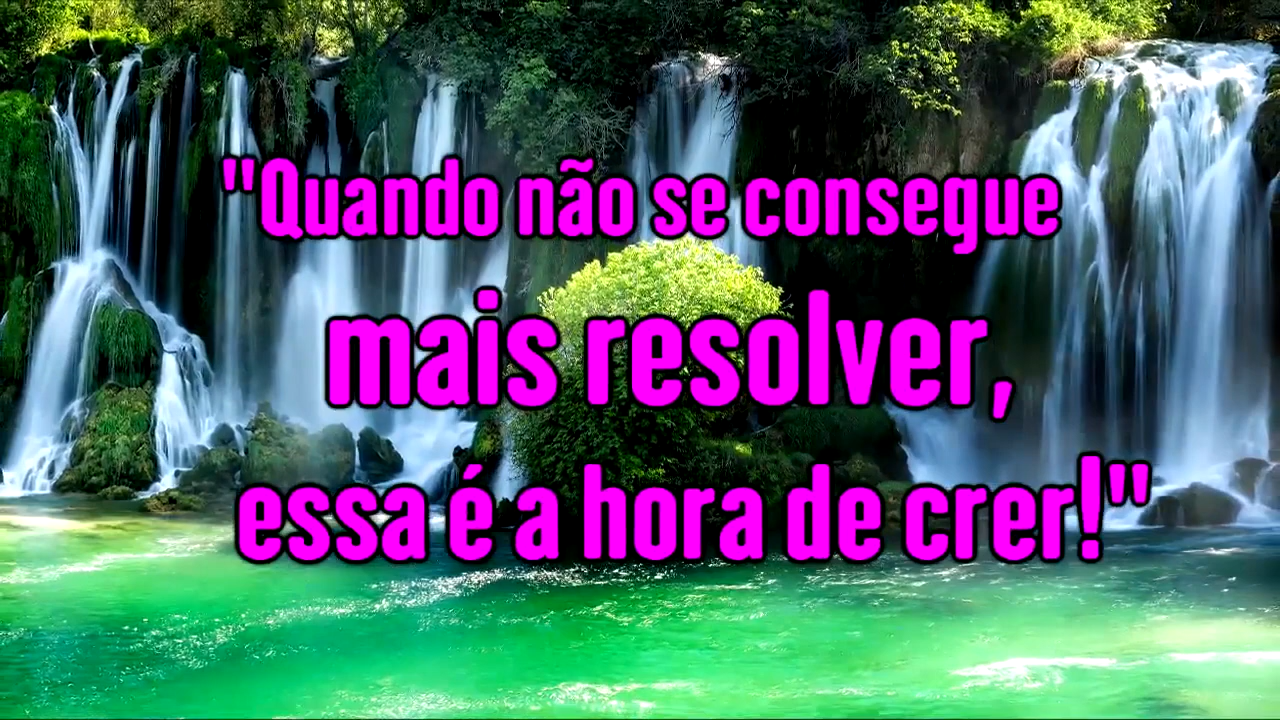 "Quando não se consegue
mais resolver,
essa é a hora de crer!"